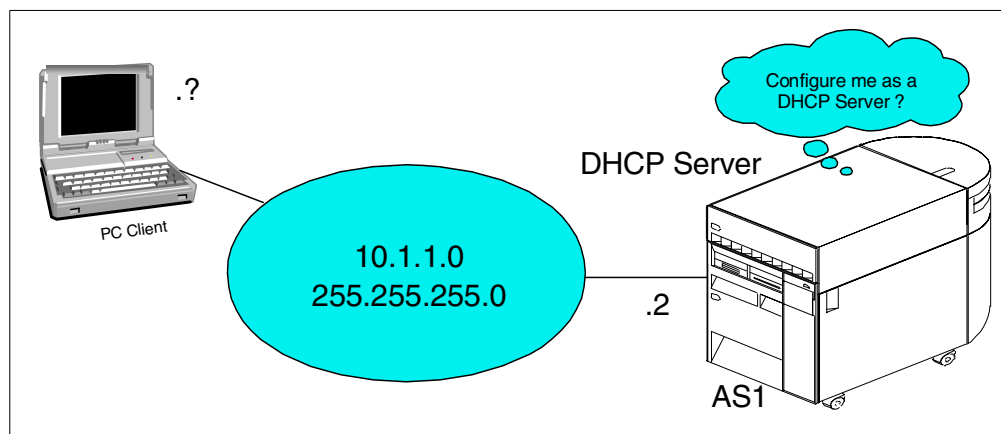 .?
Configure me as a
DHCP Server ?
DHCP Server
PC Client
10.1.1.0
255.255.255.0
.2
AS1